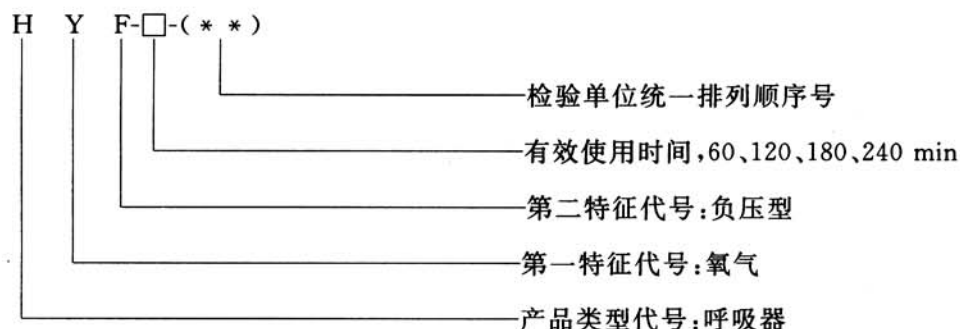 H Y F-□-(**)
检验单位统一排列顺序号
有效使用时间,60、120、180、240 min
第二特征代号:负压型
第一特征代号:氧气
产品类型代号:呼吸器